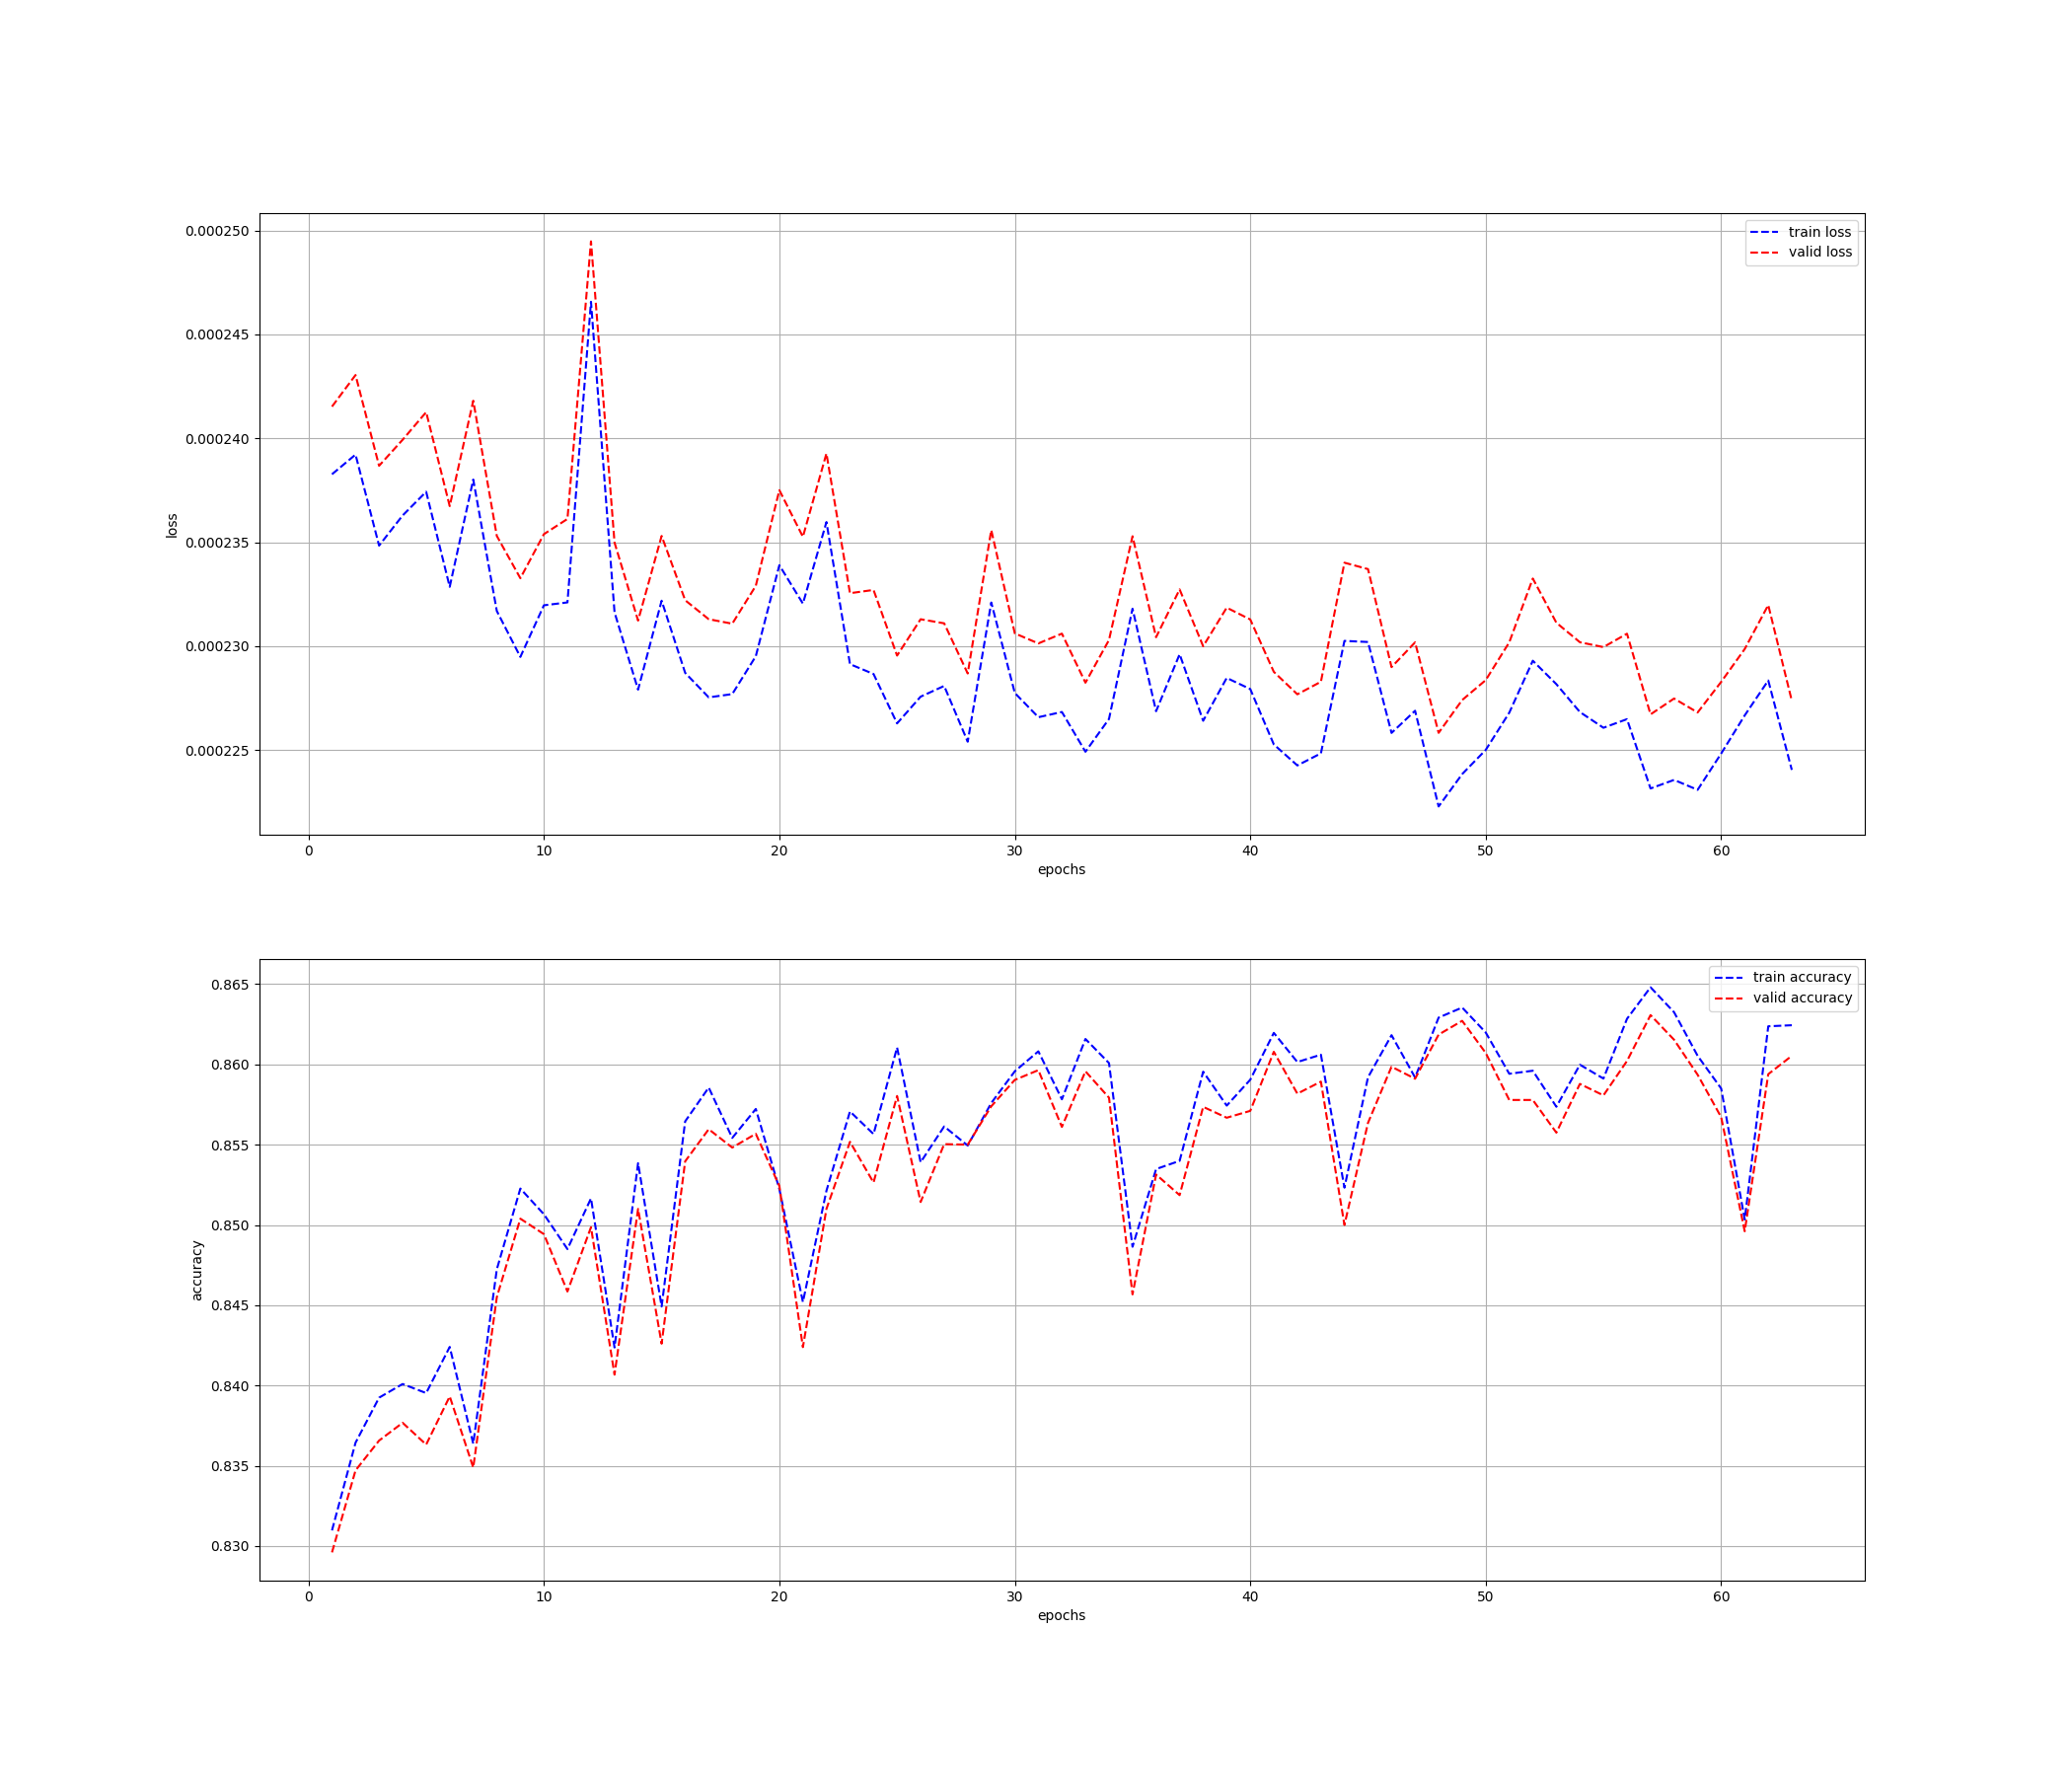 0.000250
0.000245
0.000240
0.000235
0.000230
0.000225
loss
train loss
valid loss
0 10 20 30 40 50 60
epochs
0.865
0.860
0.855
0.850
0.845
0.840
0.835
0.830
accuracy
train accuracy
valid accuracy
0 10 20 30 40 50 60
epochs